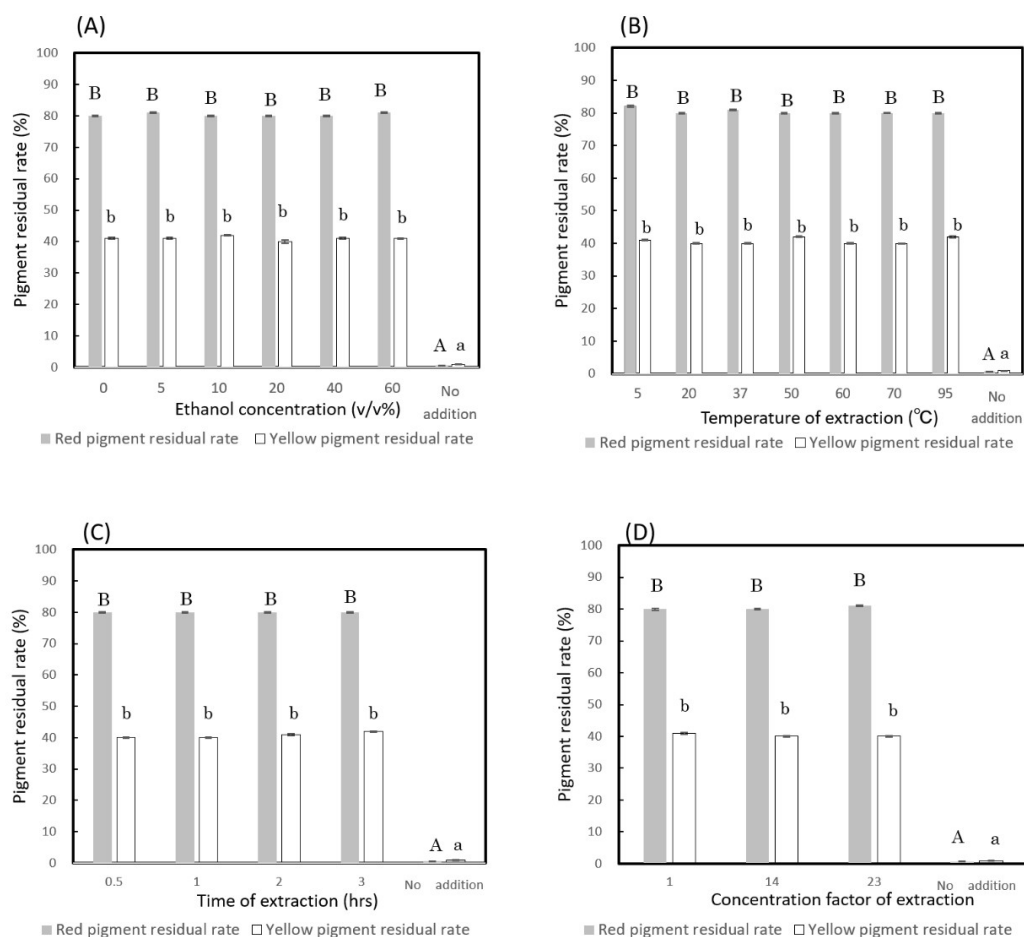 (A)
Pigment residual rate (%)
100
90
80
70
60
50
40
30
20
10
0
B B B B B B
b b b b b b
A a
0 5 10 20 40 60 No addition
Ethanol concentration (v/v%)
Red pigment residual rate Yellow pigment residual rate
(B)
Pigment residual rate (%)
100
90
80
70
60
50
40
30
20
10
0
B B B B B B B
b b b b b b b
A a
5 20 37 50 60 70 95 No addition
Temperature of extraction (℃)
Red pigment residual rate Yellow pigment residual rate
(C)
Pigment residual rate (%)
100
90
80
70
60
50
40
30
20
10
0
B B B B
b b b b
A a
0.5 1 2 3 No addition
Time of extraction (hrs)
Red pigment residual rate Yellow pigment residual rate
(D)
Pigment residual rate (%)
100
90
80
70
60
50
40
30
20
10
0
B B B
b b b
A a
1 14 23 No addition
Concentration factor of extraction
Red pigment residual rate Yellow pigment residual rate